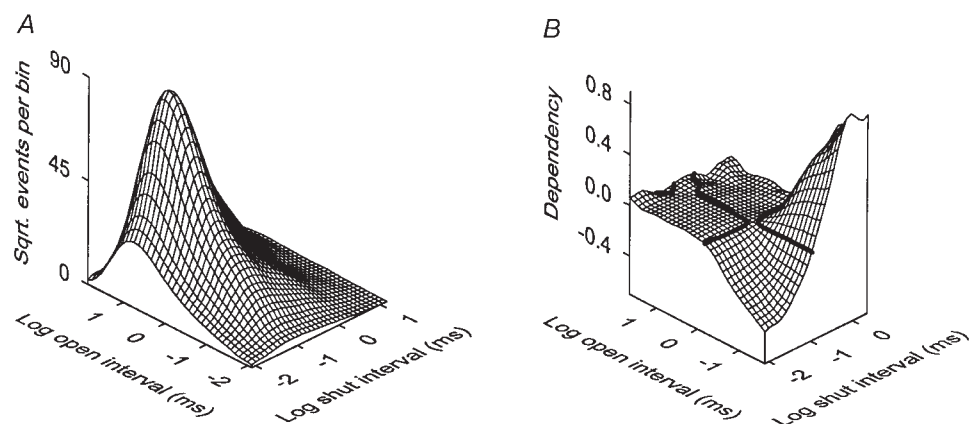 A
Sqrt. events per bin
90
45
0
1
0
-1
-2
Log open interval (ms)
-2
-1
0
1
Log shut interval (ms)
B
Dependency
0.8
0.4
0.0
-0.4
1
0
-1
Log open interval (ms)
-2
-1
0
Log shut interval (ms)